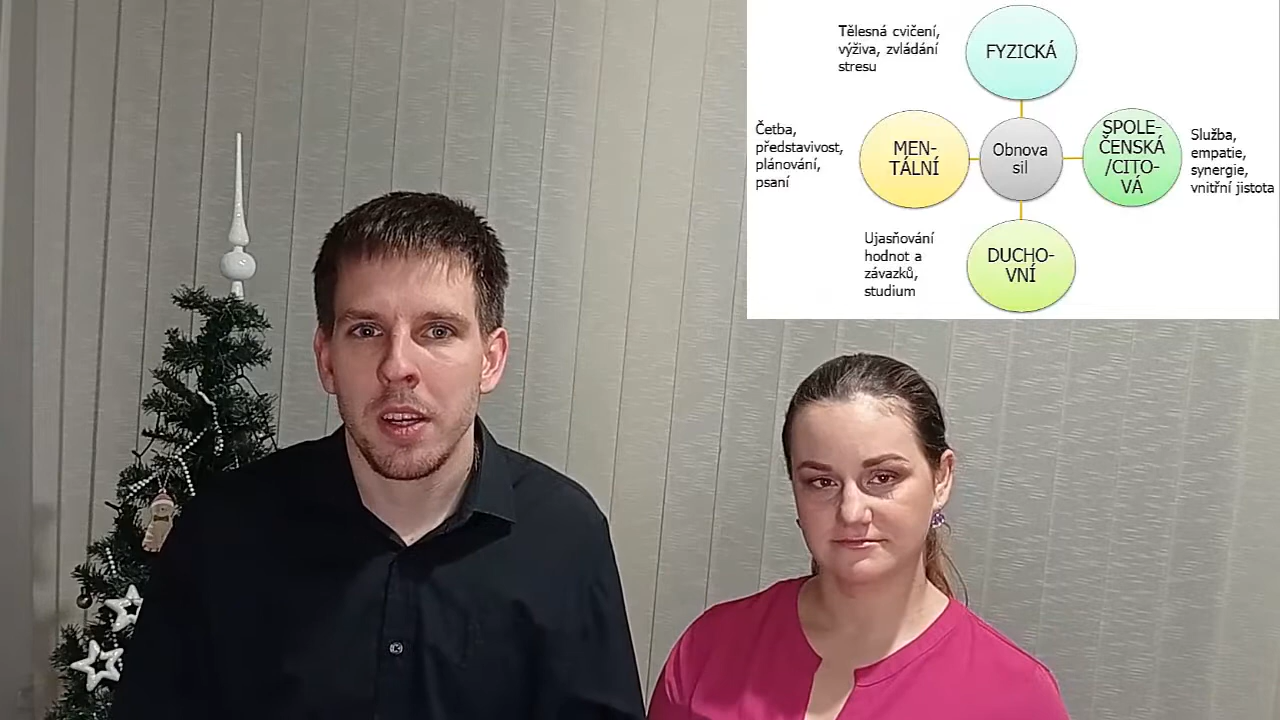 Tělesná cvičení,
výživa, zvládání
stresu
FYZICKÁ
Četba,
představivost,
plánování,
psaní
MEN-
TÁLNÍ
Obnova
sil
SPOLE-
ČENSKÁ
/CITO-
VÁ
Služba,
empatie,
synergie,
vnitřní jistota
Ujasňování
hodnot a
závazků,
studium
DUCHO-
VNÍ